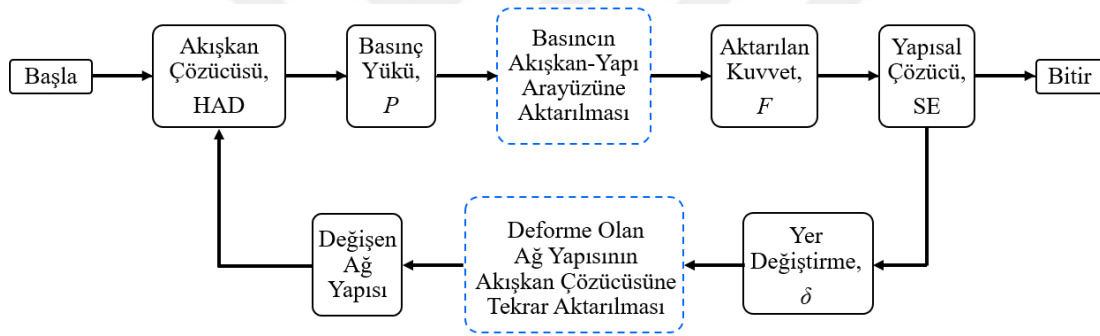 Başla
Akışkan
Çözücüsü,
HAD
Basınç
Yükü,
P
Basıncın
Akışkan-Yapı
Arayüzüne
Aktarılması
Aktarılan
Kuvvet,
F
Yapısal
Çözücü,
SE
Bitir
Değişen
Ağ
Yapısı
Deforme Olan
Ağ Yapısının
Akışkan Çözücüsüne
Tekrar Aktarılması
Yer
Değiştirme,
δ